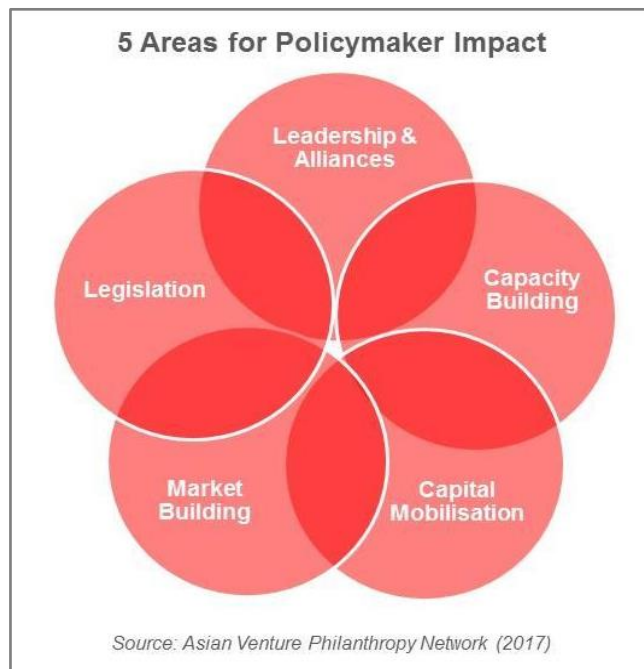 5 Areas for Policymaker Impact
Leadership &
Alliances
Legislation
Capacity
Building
Market
Building
Capital
Mobilisation
Source: Asian Venture Philanthropy Network (2017)